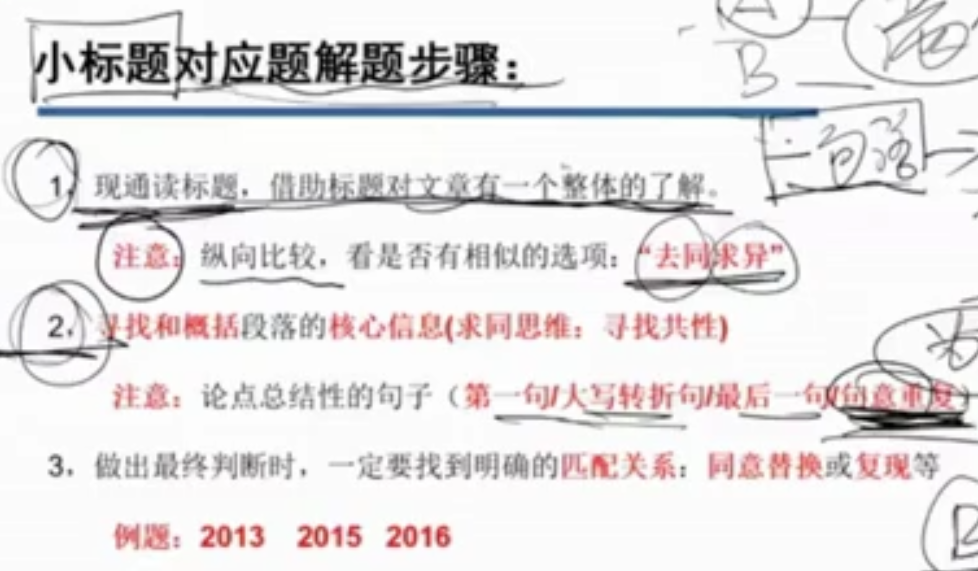 小标题对应题解题步骤：
A
B
一句话
1，现通读标题，借助标题对文章有一个整体的了解。
注意：纵向比较，看是否有相似的选项：“去同求异”
2，寻找和概括段落的核心信息(求同思维：寻找共性)
注意：论点总结性的句子（第一句/大写转折句/最后一句/句意重复）
3，做出最终判断时，一定要找到明确的匹配关系：同意替换或复现等
例题：2013 2015 2016
B